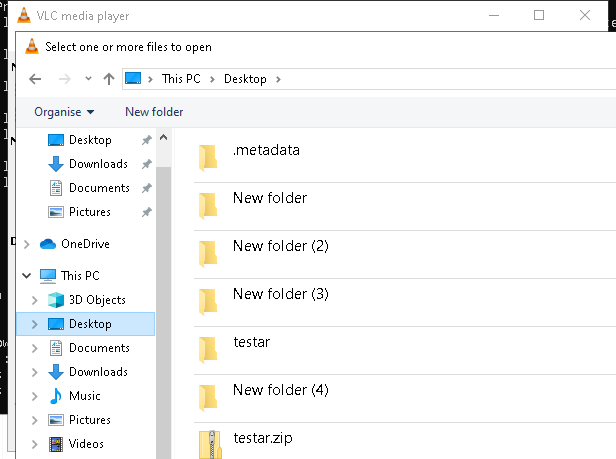 VLC media player
Select one or more files to open
This PC
Desktop
Organise
New folder
Desktop
Downloads
Documents
Pictures
OneDrive
This PC
3D Objects
Desktop
Documents
Downloads
Music
Pictures
Videos
.metadata
New folder
New folder (2)
New folder (3)
testar
New folder (4)
testar.zip